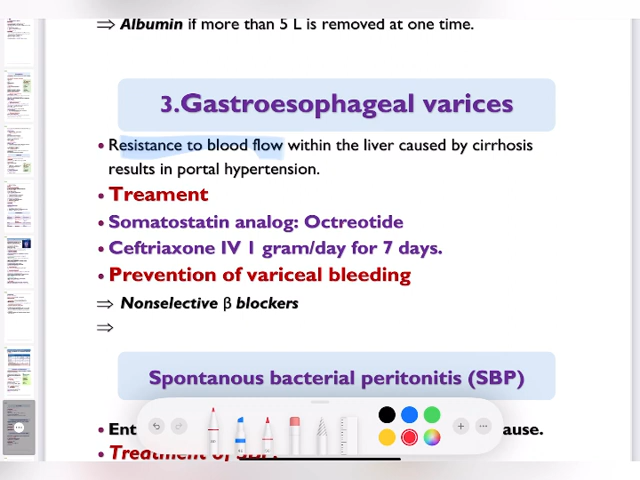 ⇒ Albumin if more than 5 L is removed at one time.
3.Gastroesophageal varices
• Resistance to blood flow within the liver caused by cirrhosis
results in portal hypertension.
• Treament
• Somatostatin analog: Octreotide
• Ceftriaxone IV 1 gram/day for 7 days.
• Prevention of variceal bleeding
⇒ Nonselective β blockers
⇒
Spontanous bacterial peritonitis (SBP)
• Ent ause.
• Treatment of